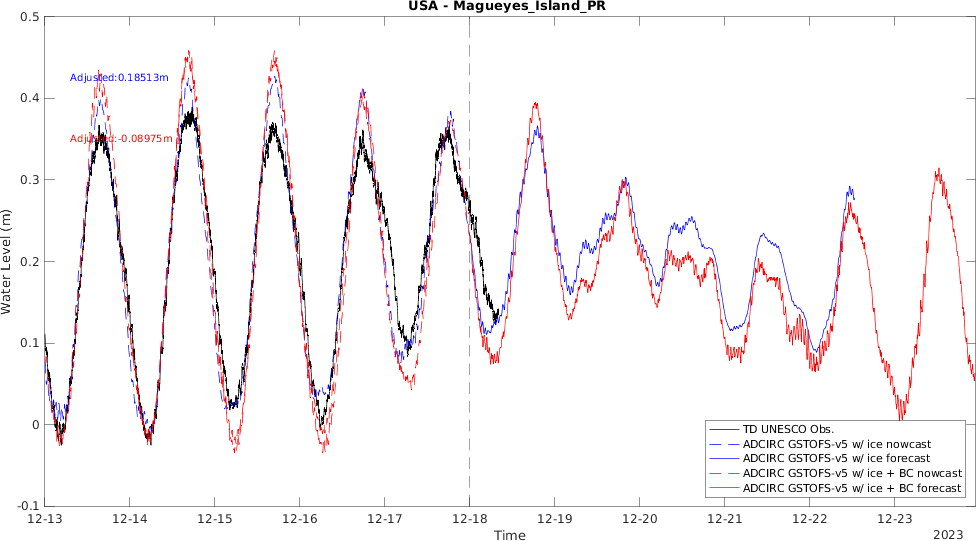 USA - Magueyes_Island_PR
0.5
0.4
0.3
0.2
0.1
0
-0.1
Water Level (m)
Adjusted:0.18513m
Adjusted:-0.08975m
TD UNESCO Obs.
ADCIRC GSTOFS-v5 w/ ice nowcast
ADCIRC GSTOFS-v5 w/ ice forecast
ADCIRC GSTOFS-v5 w/ ice + BC nowcast
ADCIRC GSTOFS-v5 w/ ice + BC forecast
12-13 12-14 12-15 12-16 12-17 12-18 12-19 12-20 12-21 12-22 12-23
Time
2023